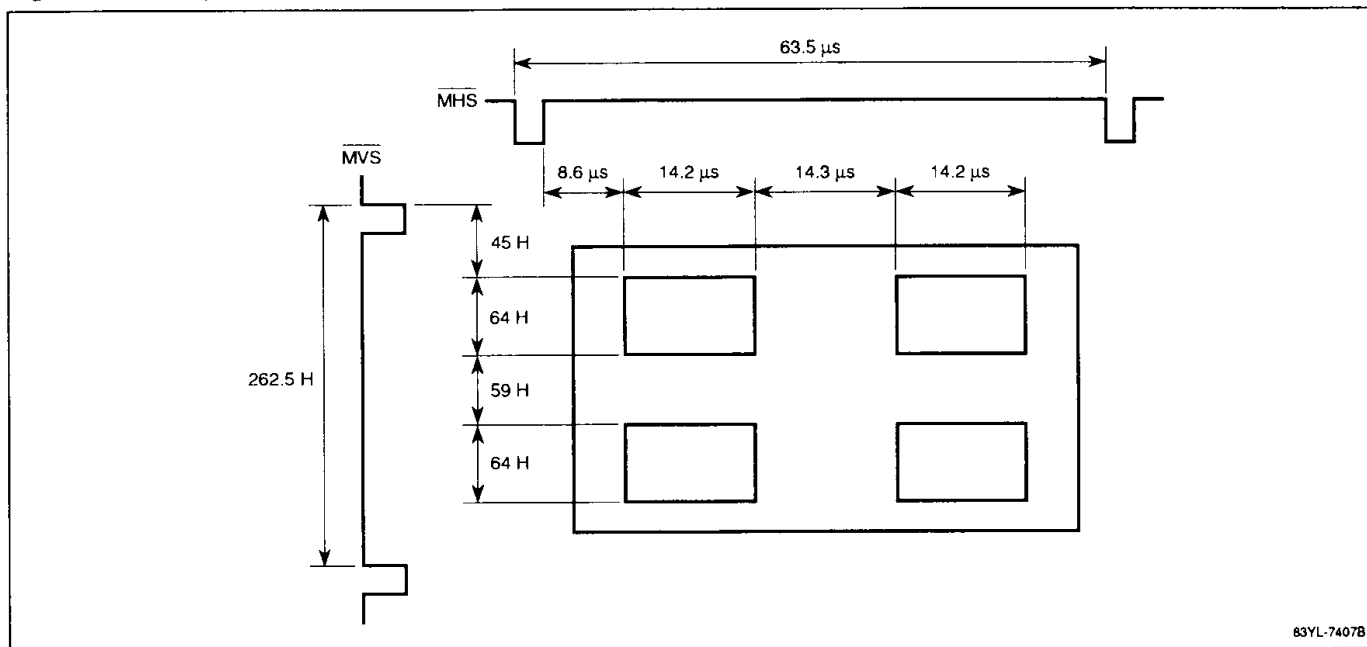 63.5 µs
MHS
MVS
8.6 µs
14.2 µs
14.3 µs
14.2 µs
45 H
64 H
262.5 H
59 H
64 H
83YL-7407B